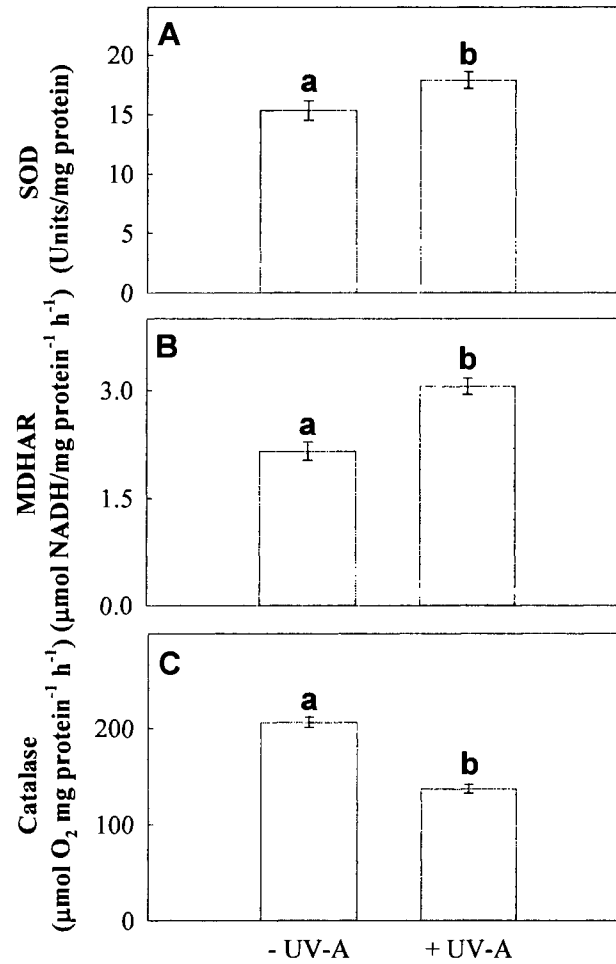 A
20
15
10
5
0
SOD
(Units/mg protein)
a
b
B
3.0
1.5
0.0
MDHAR
(µmol NADH/mg protein⁻¹ h⁻¹)
a
b
C
200
100
0
Catalase
(µmol O₂ mg protein⁻¹ h⁻¹)
a
b
- UV-A + UV-A